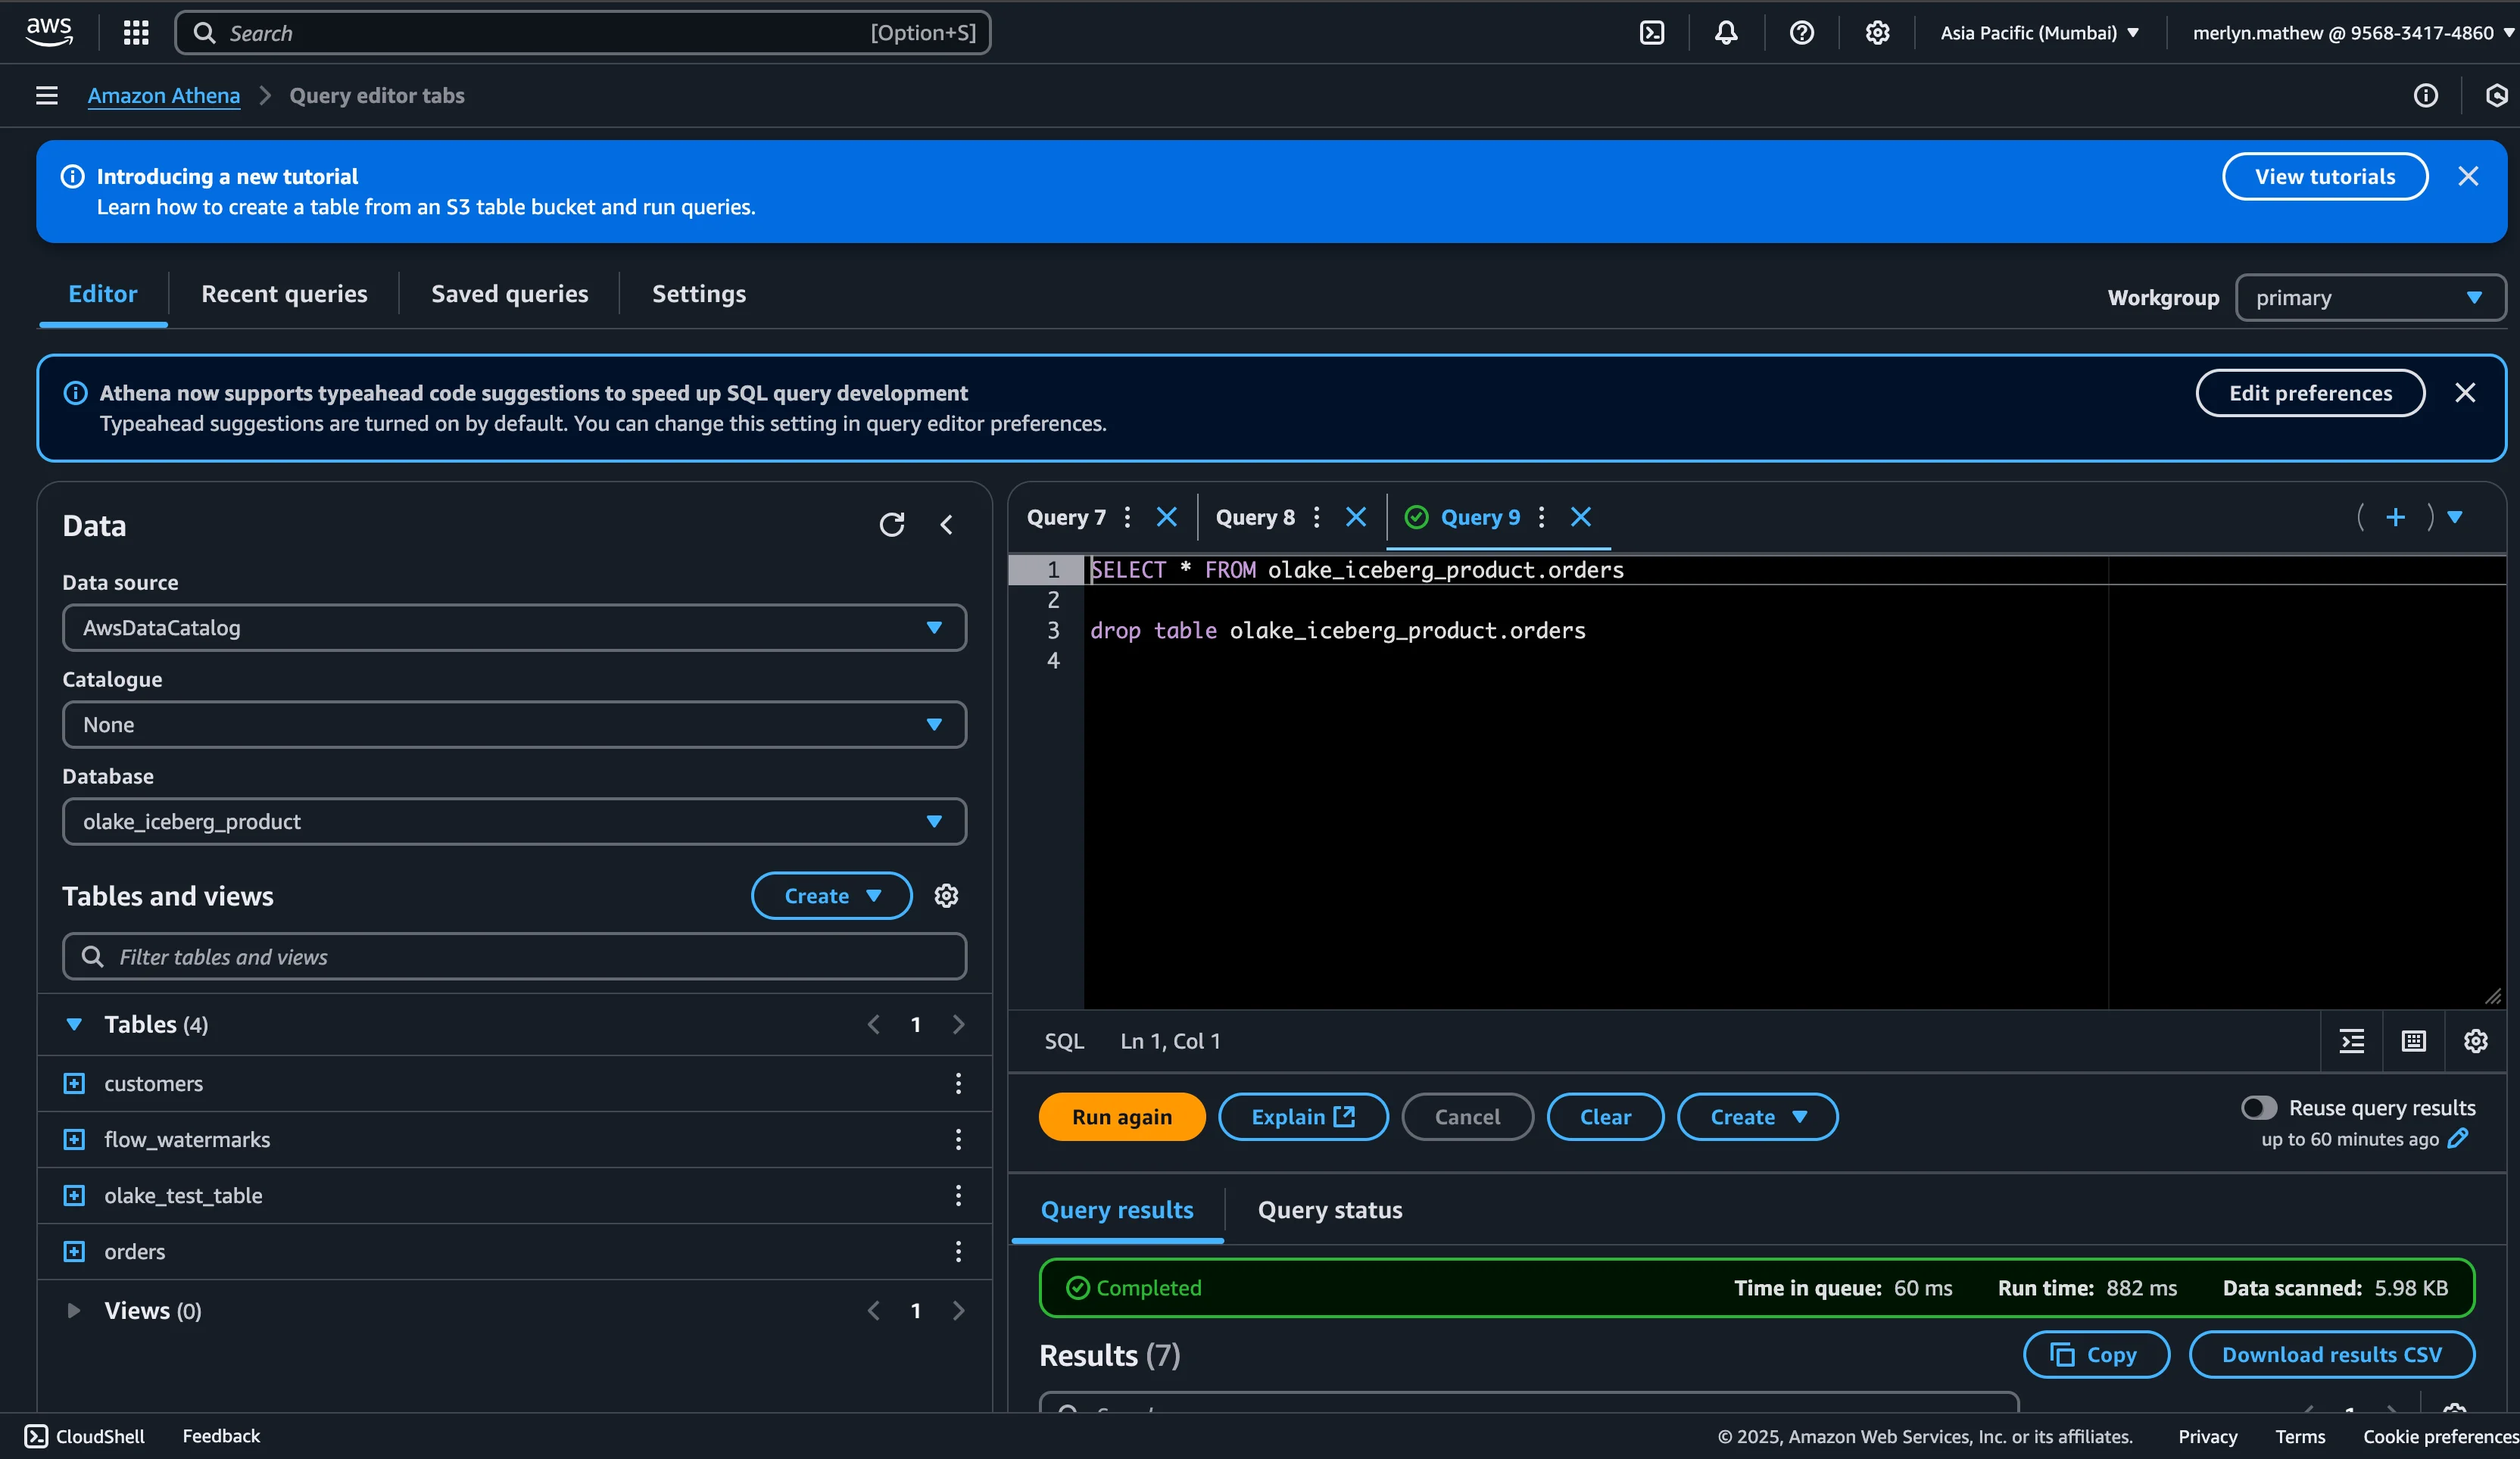 aws
Search [Option+S]
Asia Pacific (Mumbai)
merlyn.mathew @ 9568-3417-4860
Amazon Athena
Query editor tabs
Introducing a new tutorial
Learn how to create a table from an S3 table bucket and run queries.
View tutorials
Editor
Recent queries
Saved queries
Settings
Workgroup
primary
Athena now supports typeahead code suggestions to speed up SQL query development
Typeahead suggestions are turned on by default. You can change this setting in query editor preferences.
Edit preferences
Data
Data source
AwsDataCatalog
Catalogue
None
Database
olake_iceberg_product
Tables and views
Create
Filter tables and views
Tables (4)
1
customers
flow_watermarks
olake_test_table
orders
Views (0)
1
Query 7
Query 8
Query 9
1 SELECT * FROM olake_iceberg_product.orders
2
3 drop table olake_iceberg_product.orders
4
SQL
Ln 1, Col 1
Run again
Explain
Cancel
Clear
Create
Reuse query results
up to 60 minutes ago
Query results
Query status
Completed
Time in queue: 60 ms
Run time: 882 ms
Data scanned: 5.98 KB
Results (7)
Copy
Download results CSV
CloudShell
Feedback
© 2025, Amazon Web Services, Inc. or its affiliates.
Privacy
Terms
Cookie preferences